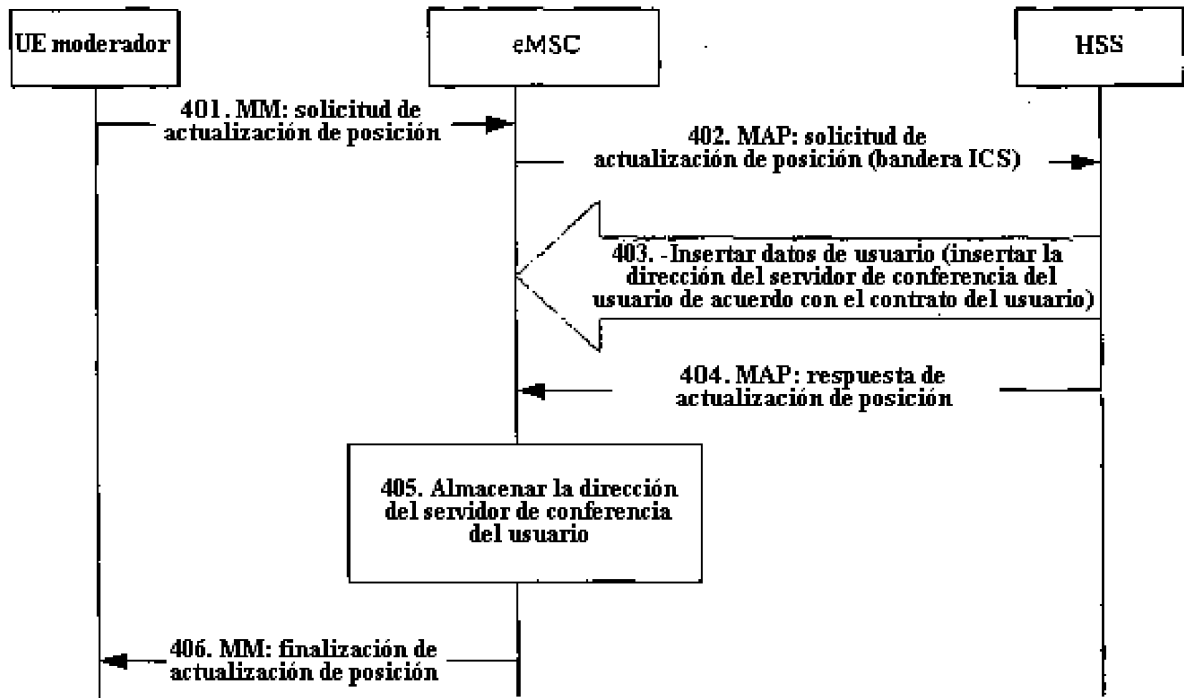 UE moderador
eMSC
HSS
401. MM: solicitud de
actualización de posición
402. MAP: solicitud de
actualización de posición (bandera ICS)
403. -Insertar datos de usuario (insertar la
dirección del servidor de conferencia del
usuario de acuerdo con el contrato del usuario)
404. MAP: respuesta de
actualización de posición
405. Almacenar la dirección
del servidor de conferencia
del usuario
406. MM: finalización de
actualización de posición